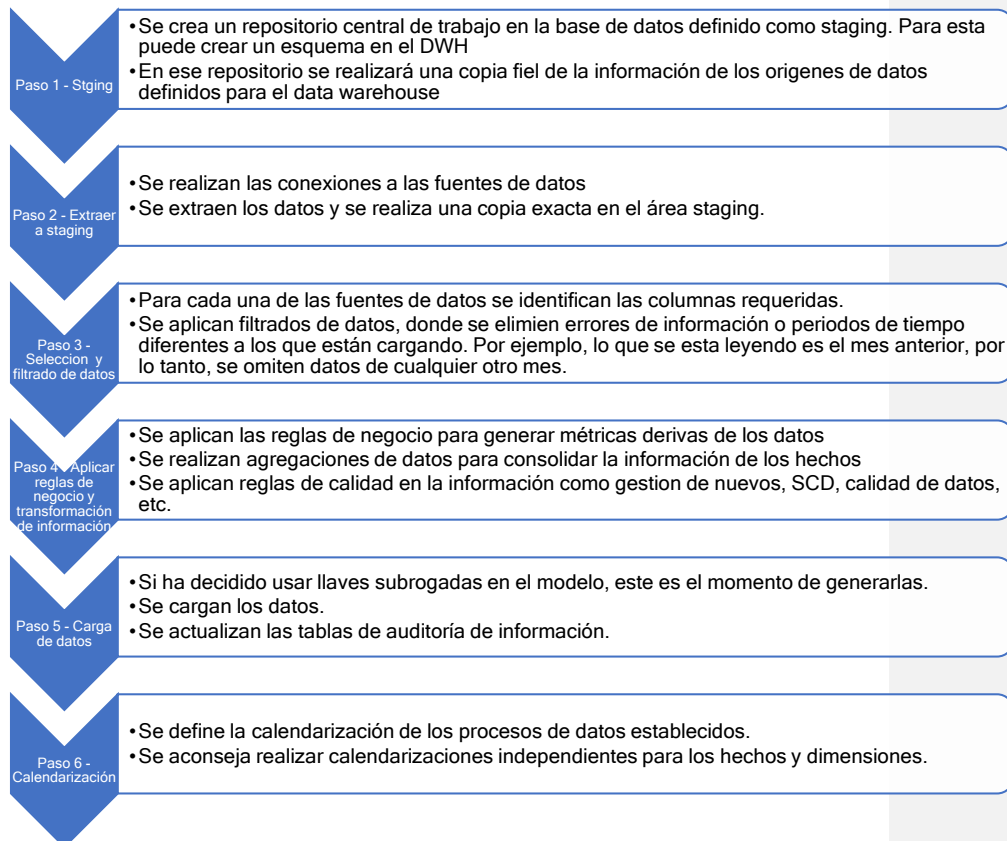 Paso 1 - Stging
•Se crea un repositorio central de trabajo en la base de datos definido como staging. Para esta
puede crear un esquema en el DWH
•En ese repositorio se realizará una copia fiel de la información de los origenes de datos
definidos para el data warehouse
Paso 2 - Extraer
a staging
•Se realizan las conexiones a las fuentes de datos
•Se extraen los datos y se realiza una copia exacta en el área staging.
Paso 3 -
Seleccion y
filtrado de datos
•Para cada una de las fuentes de datos se identifican las columnas requeridas.
•Se aplican filtrados de datos, donde se elimien errores de información o periodos de tiempo
diferentes a los que están cargando. Por ejemplo, lo que se esta leyendo es el mes anterior, por
lo tanto, se omiten datos de cualquier otro mes.
Paso 4 - Aplicar
reglas de
negocio y
transformación
de información
•Se aplican las reglas de negocio para generar métricas derivas de los datos
•Se realizan agregaciones de datos para consolidar la información de los hechos
•Se aplican reglas de calidad en la información como gestion de nuevos, SCD, calidad de datos,
etc.
Paso 5 - Carga
de datos
•Si ha decidido usar llaves subrogadas en el modelo, este es el momento de generarlas.
•Se cargan los datos.
•Se actualizan las tablas de auditoría de información.
Paso 6 -
Calendarización
•Se define la calendarización de los procesos de datos establecidos.
•Se aconseja realizar calendarizaciones independientes para los hechos y dimensiones.